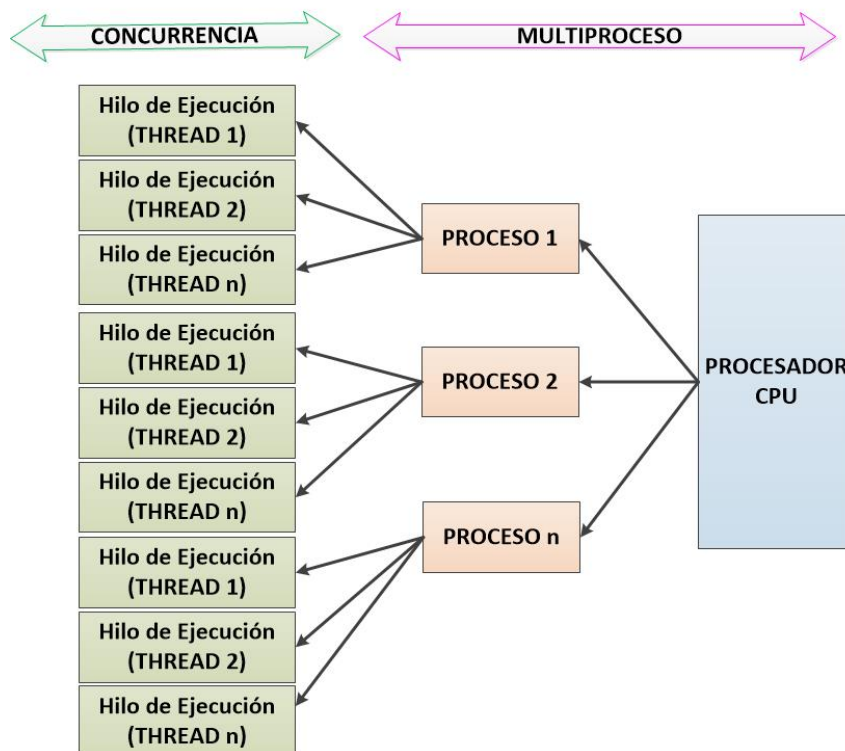 CONCURRENCIA
MULTIPROCESO
Hilo de Ejecución
(THREAD 1)
Hilo de Ejecución
(THREAD 2)
Hilo de Ejecución
(THREAD n)
Hilo de Ejecución
(THREAD 1)
Hilo de Ejecución
(THREAD 2)
Hilo de Ejecución
(THREAD n)
Hilo de Ejecución
(THREAD 1)
Hilo de Ejecución
(THREAD 2)
Hilo de Ejecución
(THREAD n)
PROCESO 1
PROCESO 2
PROCESO n
PROCESADOR
CPU